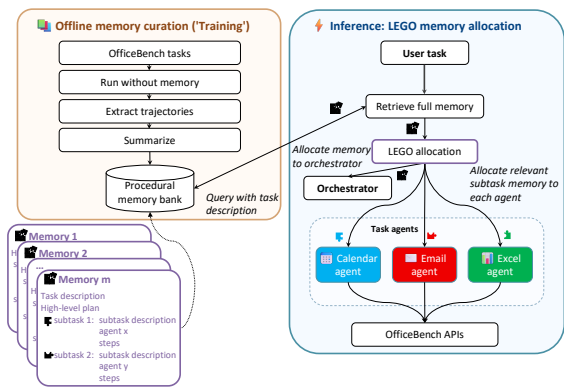 Offline memory curation ('Training')
OfficeBench tasks
Run without memory
Extract trajectories
Summarize
Procedural
memory bank
Query with task
description
Memory 1
Memory 2
...
Memory m
Task description
High-level plan
subtask 1: subtask description
agent x
steps
subtask 2: subtask description
agent y
steps
Inference: LEGO memory allocation
User task
Retrieve full memory
LEGO allocation
Allocate memory
to orchestrator
Orchestrator
Allocate relevant
subtask memory to
each agent
Task agents
Calendar
agent
Email
agent
Excel
agent
OfficeBench APIs